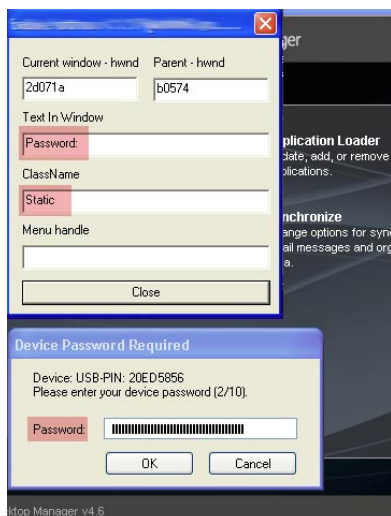 ger
Current window - hwnd Parent - hwnd
2d071a b0574
Text In Window
Password:
ClassName
Static
Menu handle
Close
plication Loader
date, add, or remove
plications.
nchronize
ange options for syn
ail messages and org
a.
Device Password Required
Device: USB-PIN: 20ED5856
Please enter your device password (2/10).
Password:
OK Cancel
ktop Manager v4.6